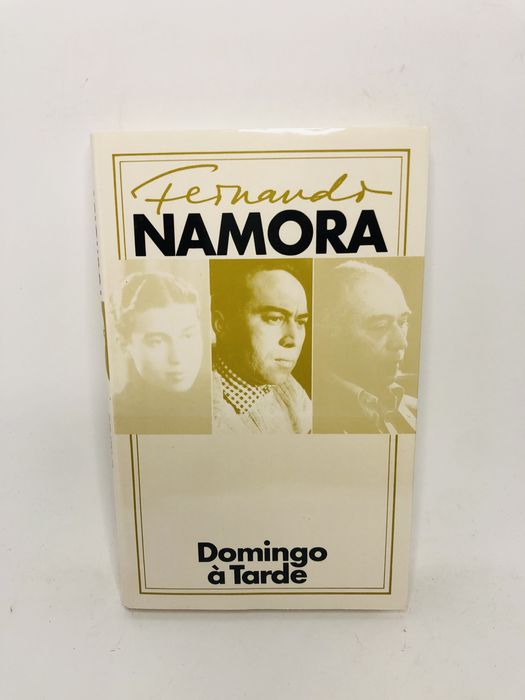 Fernando
NAMORA
Domingo
à Tarde